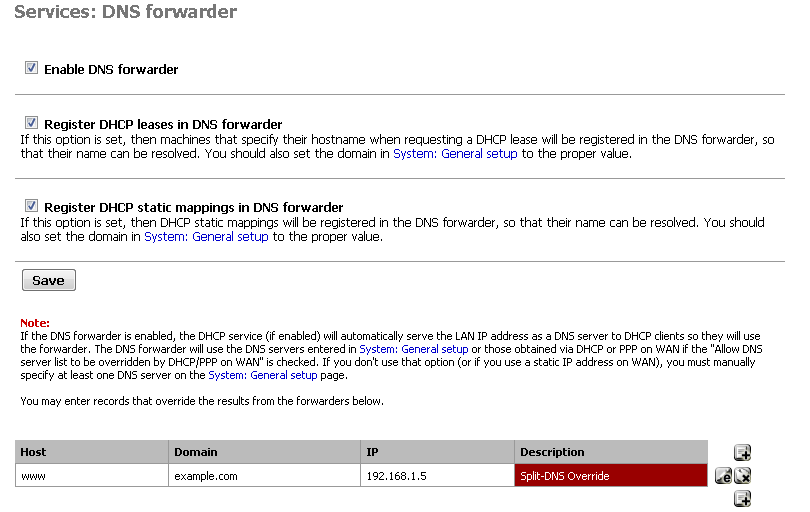 Services: DNS forwarder
Enable DNS forwarder
Register DHCP leases in DNS forwarder
If this option is set, then machines that specify their hostname when requesting a DHCP lease will be registered in the DNS forwarder, so
that their name can be resolved. You should also set the domain in System: General setup to the proper value.
Register DHCP static mappings in DNS forwarder
If this option is set, then DHCP static mappings will be registered in the DNS forwarder, so that their name can be resolved. You should
also set the domain in System: General setup to the proper value.
Save
Note:
If the DNS forwarder is enabled, the DHCP service (if enabled) will automatically serve the LAN IP address as a DNS server to DHCP clients so they will use
the forwarder. The DNS forwarder will use the DNS servers entered in System: General setup or those obtained via DHCP or PPP on WAN if the "Allow DNS
server list to be overridden by DHCP/PPP on WAN" is checked. If you don't use that option (or if you use a static IP address on WAN), you must manually
specify at least one DNS server on the System: General setup page.
You may enter records that override the results from the forwarders below.
Host Domain IP Description
www example.com 192.168.1.5 Split-DNS Override